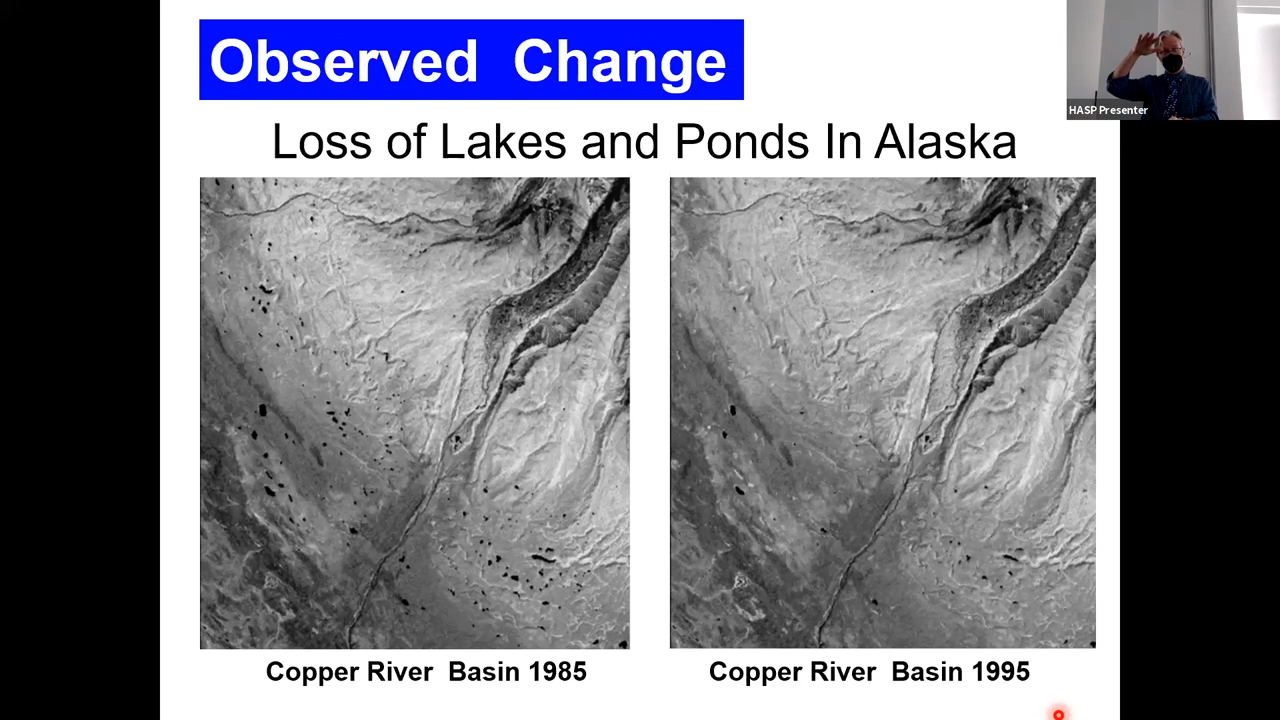 Observed Change
HASP Presenter
Loss of Lakes and Ponds In Alaska
Copper River Basin 1985
Copper River Basin 1995